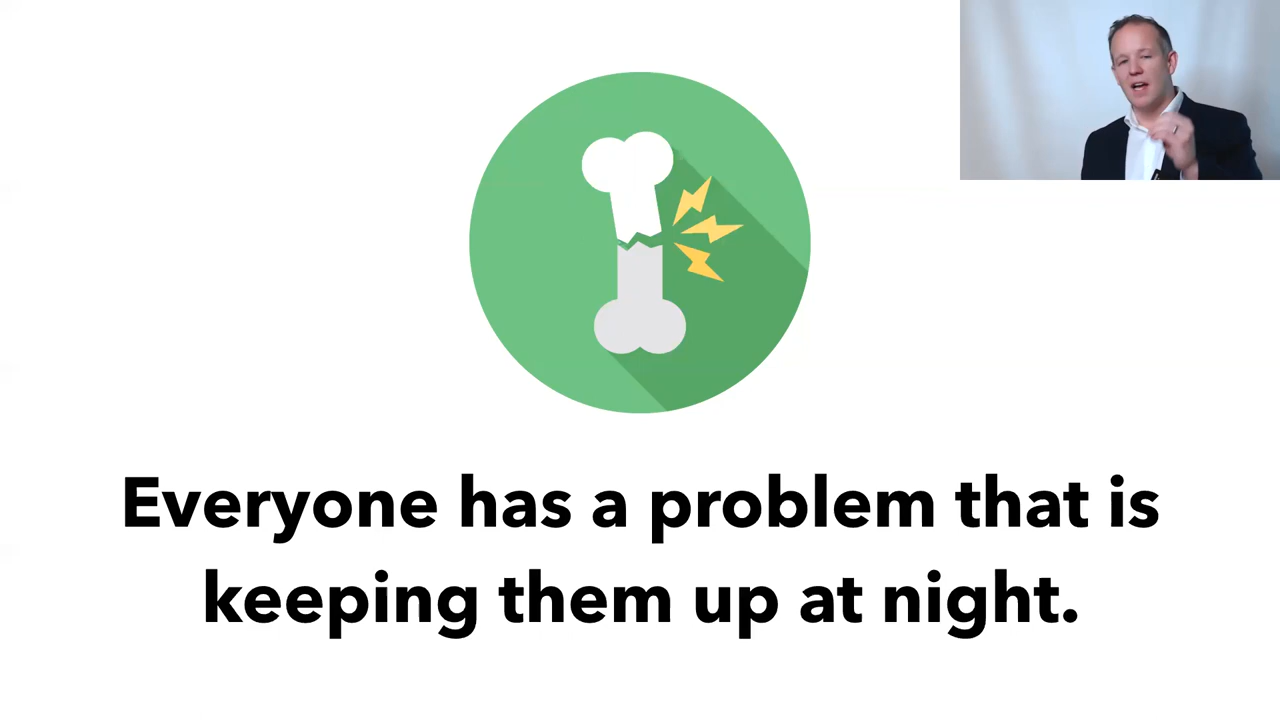 Everyone has a problem that is
keeping them up at night.